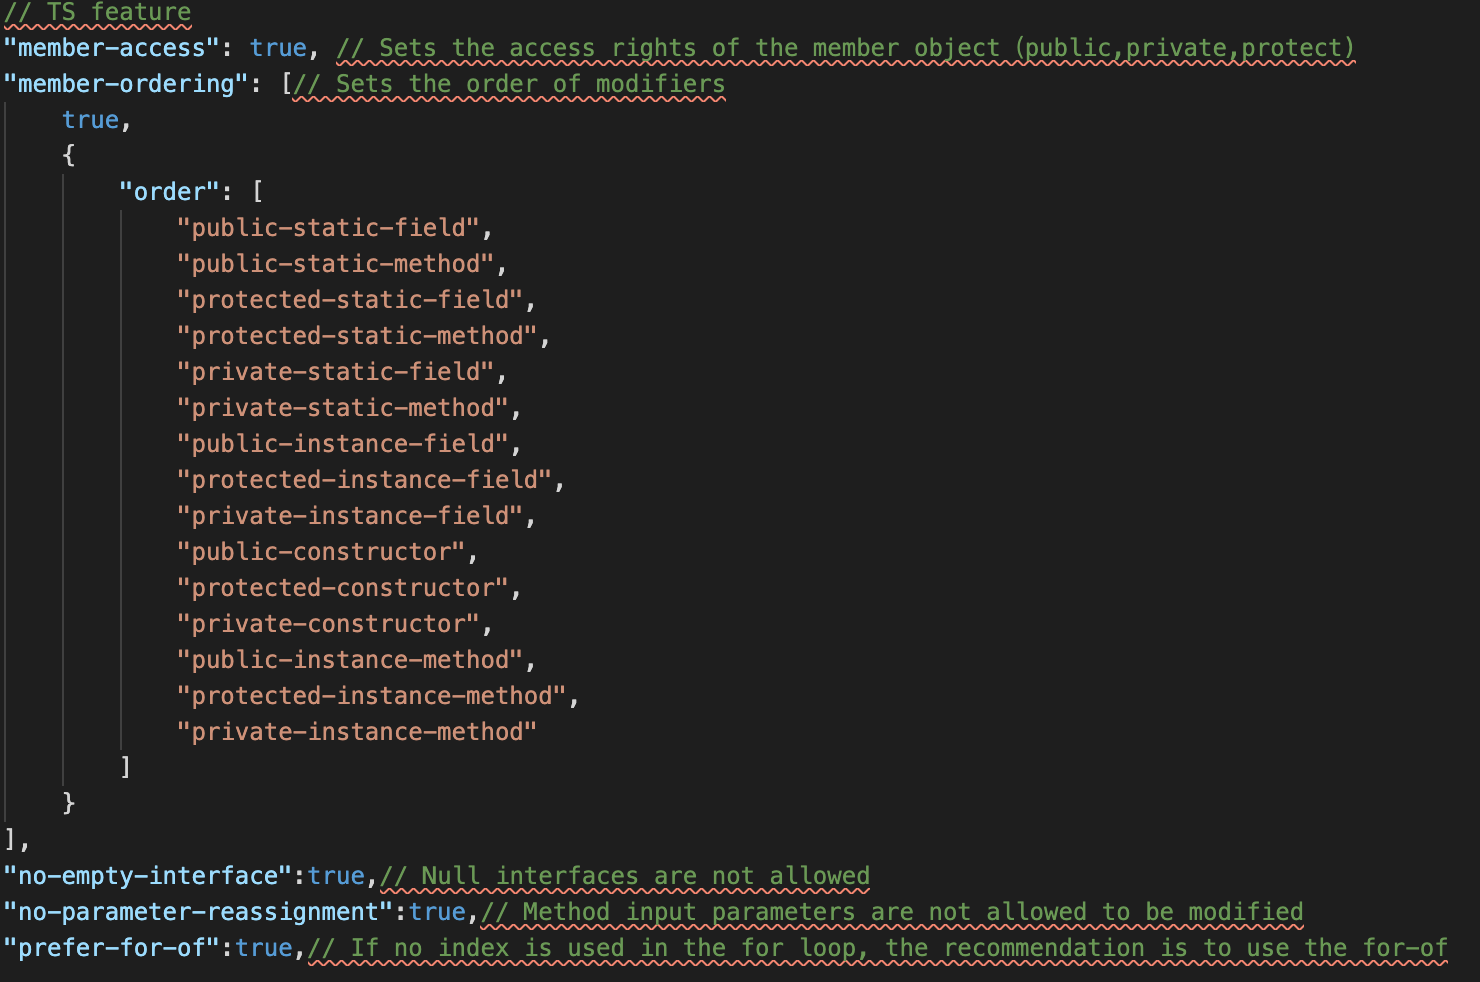 // TS feature
"member-access": true, // Sets the access rights of the member object（public,private,protect)
"member-ordering": [// Sets the order of modifiers
true,
{
"order": [
"public-static-field",
"public-static-method",
"protected-static-field",
"protected-static-method",
"private-static-field",
"private-static-method",
"public-instance-field",
"protected-instance-field",
"private-instance-field",
"public-constructor",
"protected-constructor",
"private-constructor",
"public-instance-method",
"protected-instance-method",
"private-instance-method"
]
}
],
"no-empty-interface":true,// Null interfaces are not allowed
"no-parameter-reassignment":true,// Method input parameters are not allowed to be modified
"prefer-for-of":true,// If no index is used in the for loop, the recommendation is to use the for-of